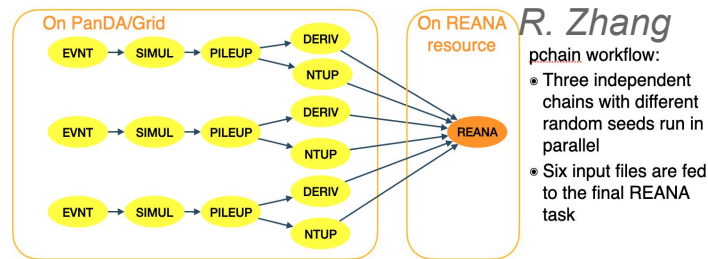 On PanDA/Grid
On REANA
resource
R. Zhang
EVNT
SIMUL
PILEUP
DERIV
NTUP
EVNT
SIMUL
PILEUP
DERIV
NTUP
EVNT
SIMUL
PILEUP
DERIV
NTUP
REANA
pchain workflow:
Three independent
chains with different
random seeds run in
parallel
Six input files are fed
to the final REANA
task